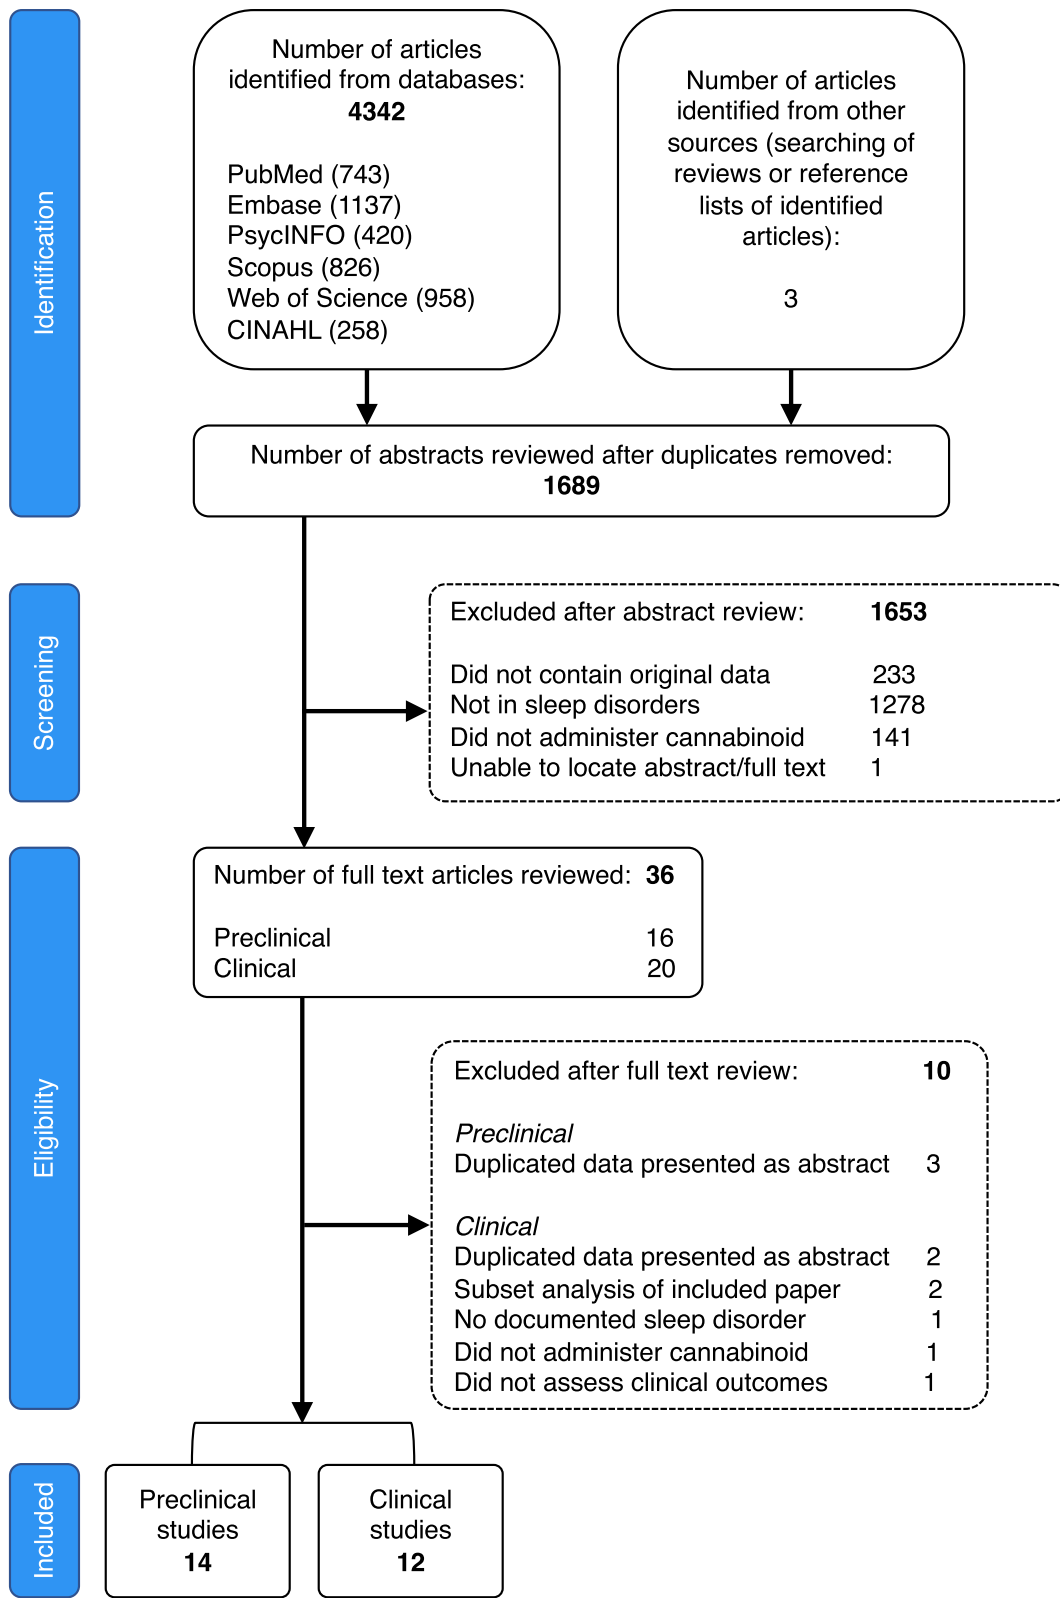 Identification
Number of articles
identified from databases:
4342
PubMed (743)
Embase (1137)
PsycINFO (420)
Scopus (826)
Web of Science (958)
CINAHL (258)
Number of articles
identified from other
sources (searching of
reviews or reference
lists of identified
articles):
3
Number of abstracts reviewed after duplicates removed:
1689
Screening
Excluded after abstract review: 1653
Did not contain original data 233
Not in sleep disorders 1278
Did not administer cannabinoid 141
Unable to locate abstract/full text 1
Eligibility
Number of full text articles reviewed: 36
Preclinical 16
Clinical 20
Excluded after full text review: 10
Preclinical
Duplicated data presented as abstract 3
Clinical
Duplicated data presented as abstract 2
Subset analysis of included paper 2
No documented sleep disorder 1
Did not administer cannabinoid 1
Did not assess clinical outcomes 1
Included
Preclinical
studies
14
Clinical
studies
12